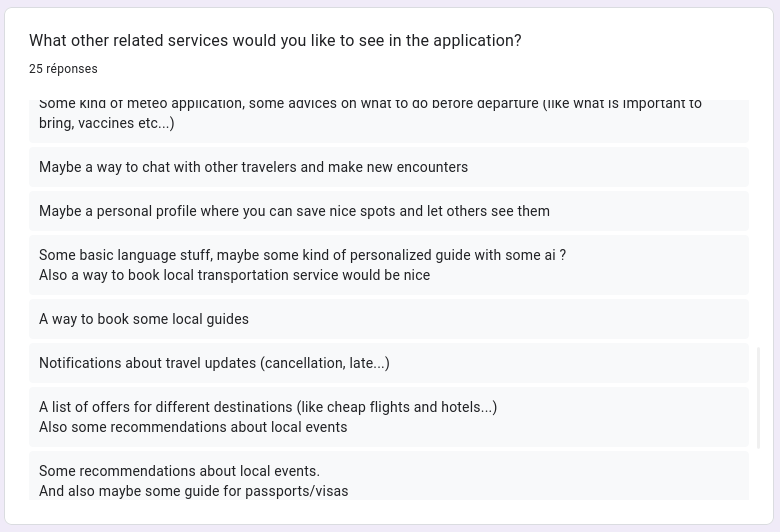 What other related services would you like to see in the application?
25 réponses
Some kind of meteo application, some advices on what to do before departure (like what is important to
bring, vaccines etc...)
Maybe a way to chat with other travelers and make new encounters
Maybe a personal profile where you can save nice spots and let others see them
Some basic language stuff, maybe some kind of personalized guide with some ai ?
Also a way to book local transportation service would be nice
A way to book some local guides
Notifications about travel updates (cancellation, late...)
A list of offers for different destinations (like cheap flights and hotels...)
Also some recommendations about local events
Some recommendations about local events.
And also maybe some guide for passports/visas